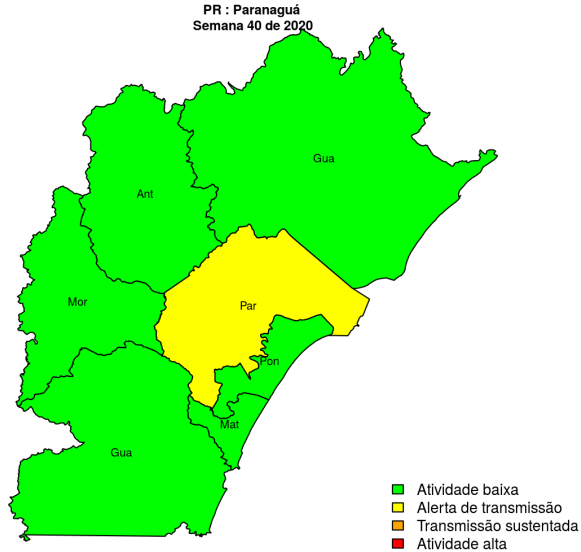 PR : Paranaguá
Semana 40 de 2020
Gua
Ant
Mor
Par
Pon
Mat
Gua
Atividade baixa
Alerta de transmissão
Transmissão sustentada
Atividade alta